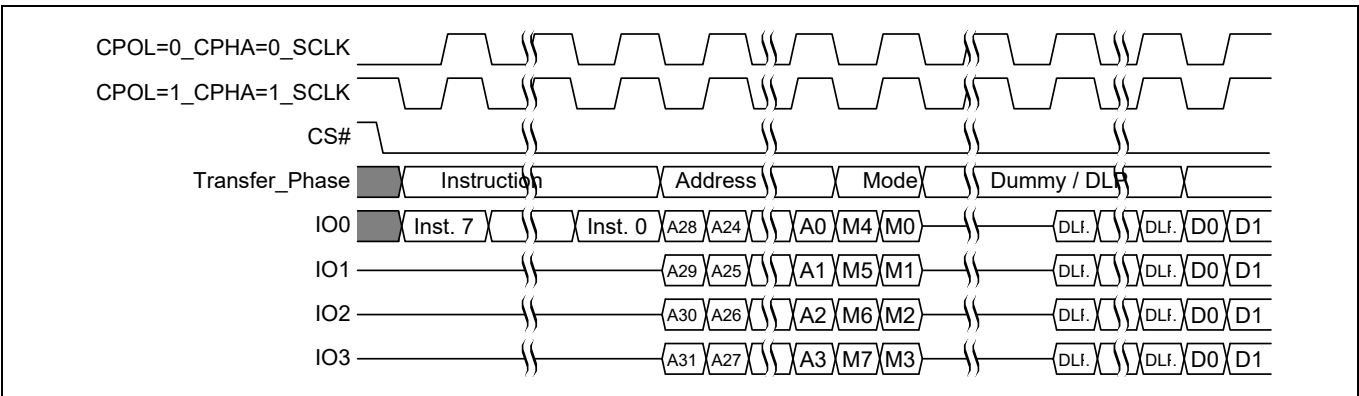 CPOL=0_CPHA=0_SCLK
CPOL=1_CPHA=1_SCLK
CS#
Transfer_Phase Instruction Address Mode Dummy / DLP
IO0 Inst. 7 Inst. 0 A28 A24 A0 M4 M0 DLP. DLP. D0 D1
IO1 A29 A25 A1 M5 M1 DLP. DLP. D0 D1
IO2 A30 A26 A2 M6 M2 DLP. DLP. D0 D1
IO3 A31 A27 A3 M7 M3 DLP. DLP. D0 D1